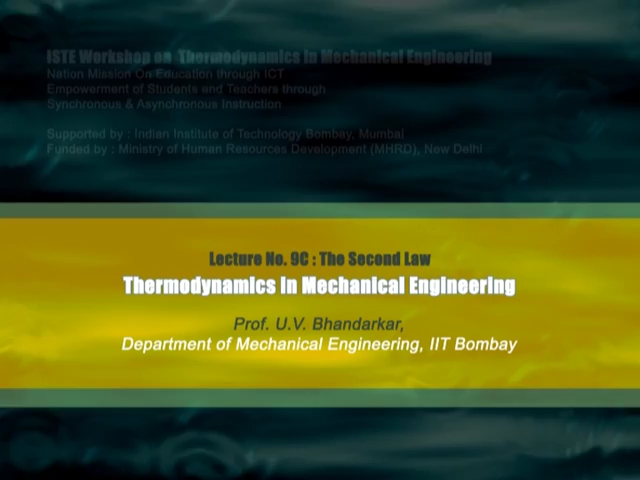 ISTE Workshop on Thermodynamics in Mechanical Engineering
Nation Mission On Education through ICT
Empowerment of Students and Teachers through
Synchronous & Asynchronous Instruction
Supported by : Indian Institute of Technology Bombay, Mumbai
Funded by : Ministry of Human Resources Development (MHRD), New Delhi
Lecture No. 9C : The Second Law
Thermodynamics in Mechanical Engineering
Prof. U.V. Bhandarkar,
Department of Mechanical Engineering, IIT Bombay